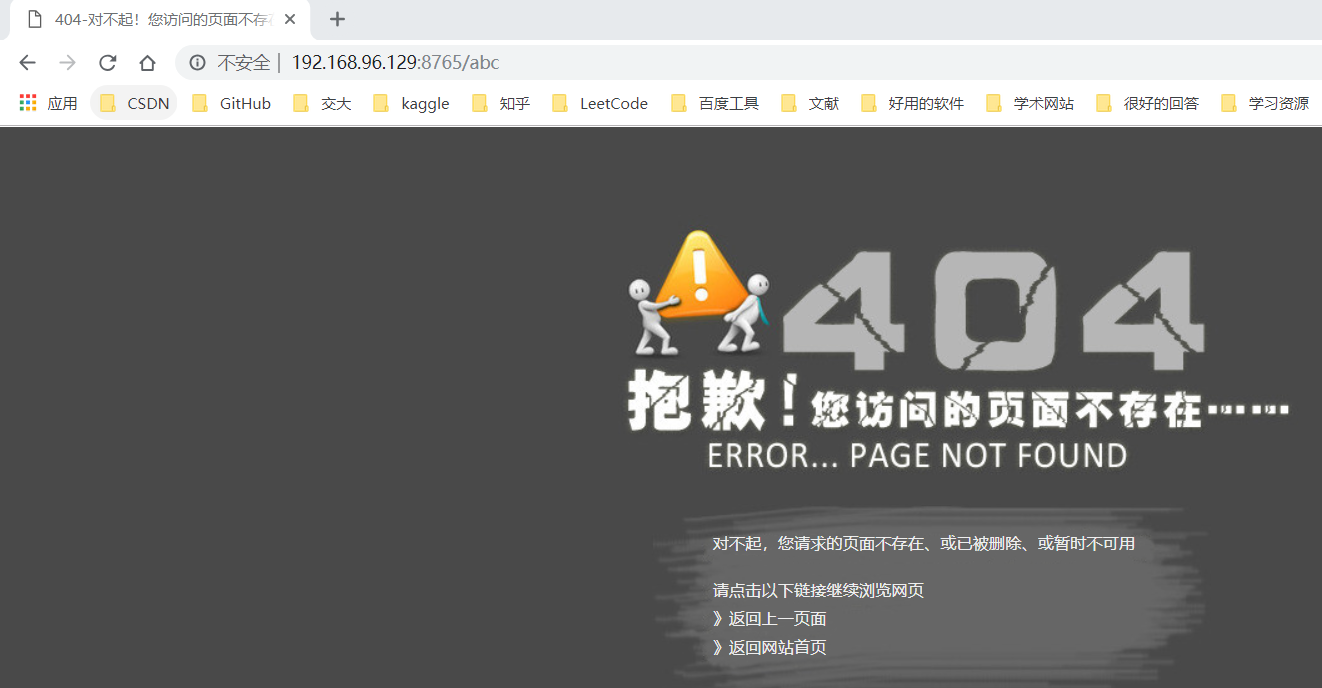 404-对不起！您访问的页面不存
不安全 | 192.168.96.129:8765/abc
应用 CSDN GitHub 交大 kaggle 知乎 LeetCode 百度工具 文献 好用的软件 学术网站 很好的回答 学习资源
404
抱歉！您访问的页面不存在……
ERROR... PAGE NOT FOUND
对不起，您请求的页面不存在、或已被删除、或暂时不可用
请点击以下链接继续浏览网页
》返回上一页面
》返回网站首页